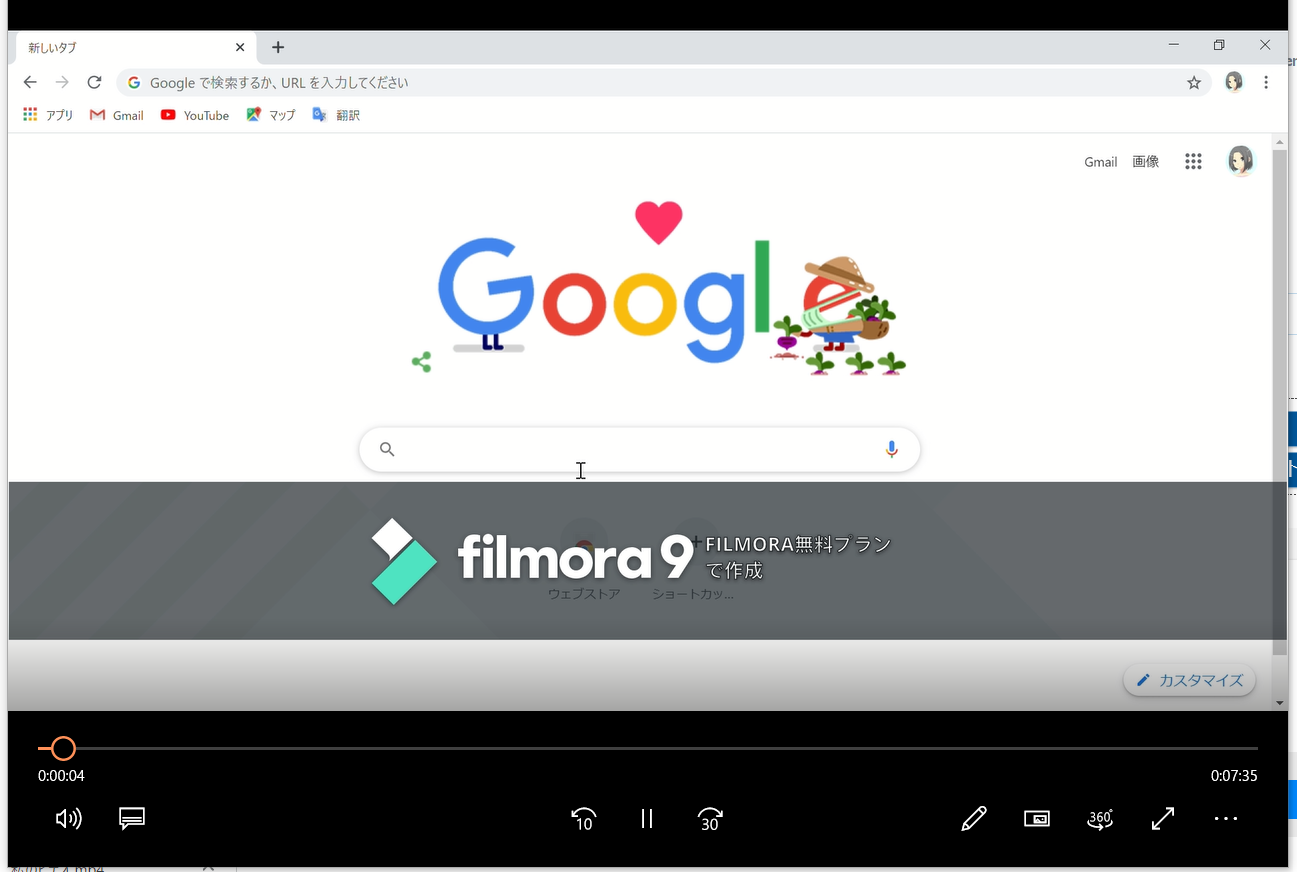 新しいタブ
Google で検索するか、URL を入力してください
アプリ Gmail YouTube マップ 翻訳
Gmail 画像
Google
filmora9 FILMORA無料プラン
で作成
ウェブストア ショートカッ...
カスタマイズ
0:00:04 0:07:35
10 30 360°